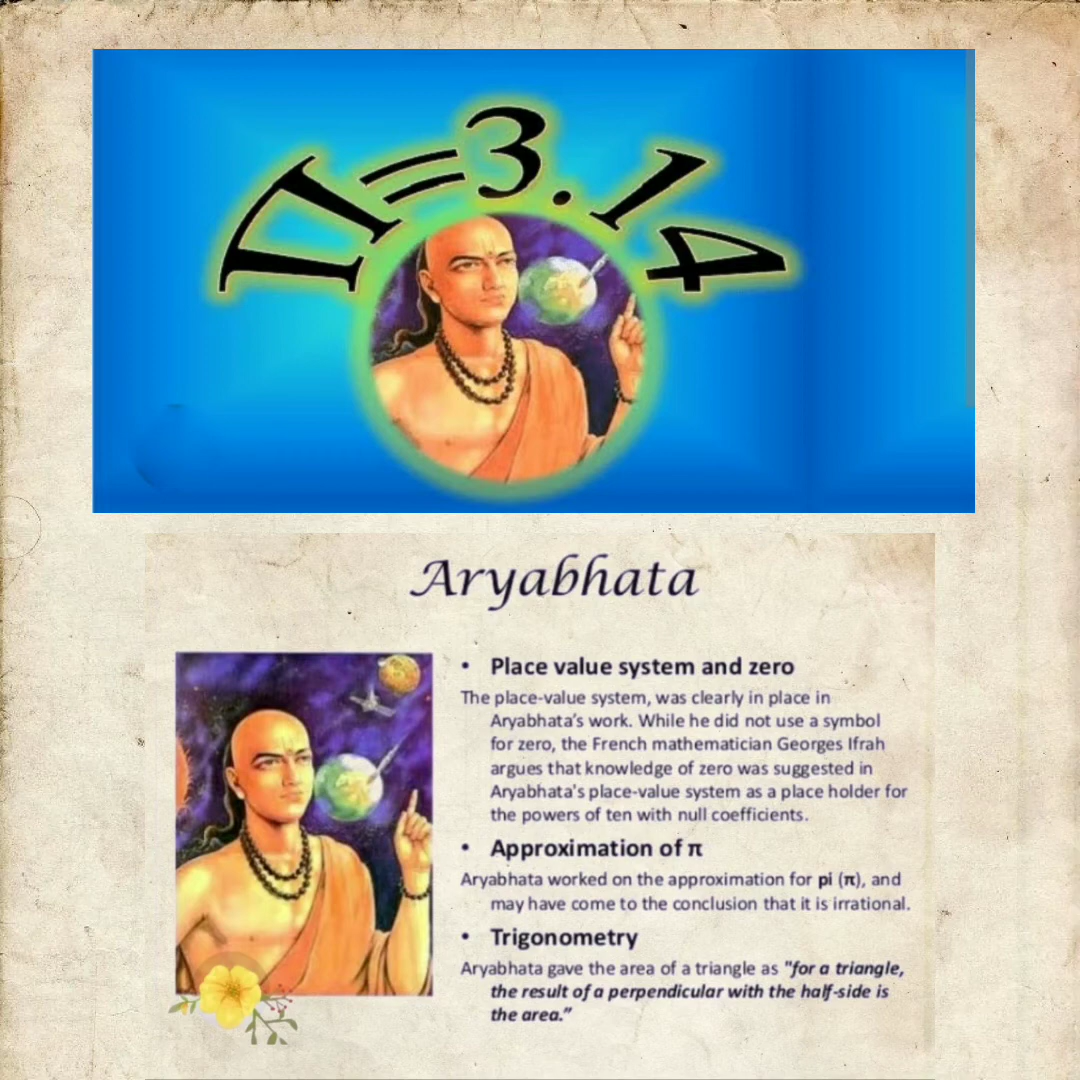 Π=3.14
Aryabhata
• Place value system and zero
The place-value system, was clearly in place in
Aryabhata's work. While he did not use a symbol
for zero, the French mathematician Georges Ifrah
argues that knowledge of zero was suggested in
Aryabhata's place-value system as a place holder for
the powers of ten with null coefficients.
• Approximation of π
Aryabhata worked on the approximation for pi (π), and
may have come to the conclusion that it is irrational.
• Trigonometry
Aryabhata gave the area of a triangle as "for a triangle,
the result of a perpendicular with the half-side is
the area."